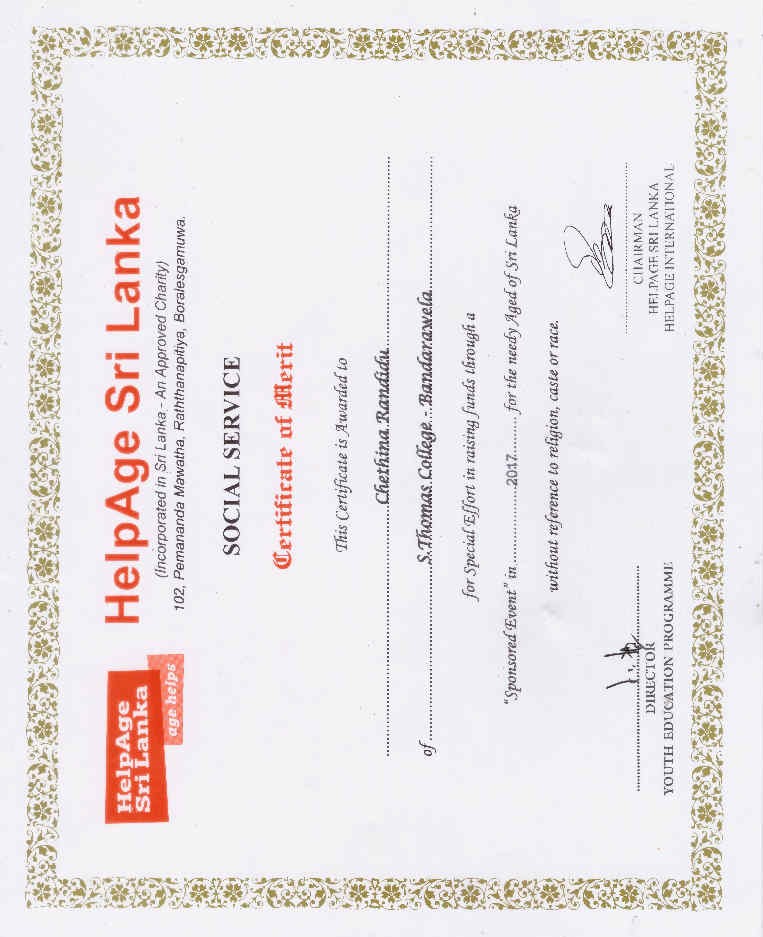 HelpAge
Sri Lanka
age helps
HelpAge Sri Lanka
(Incorporated in Sri Lanka - An Approved Charity)
102, Pemananda Mawatha, Raththanapitiya, Boralesgamuwa.
SOCIAL SERVICE
Certificate of Merit
This Certificate is Awarded to
Chethina Randidu
of S.Thomas College - Bandarawela
for Special Effort in raising funds through a
"Sponsored Event" in 2017 for the needy Aged of Sri Lanka
without reference to religion, caste or race.
DIRECTOR
YOUTH EDUCATION PROGRAMME
CHAIRMAN
HELPAGE SRI LANKA
HELPAGE INTERNATIONAL